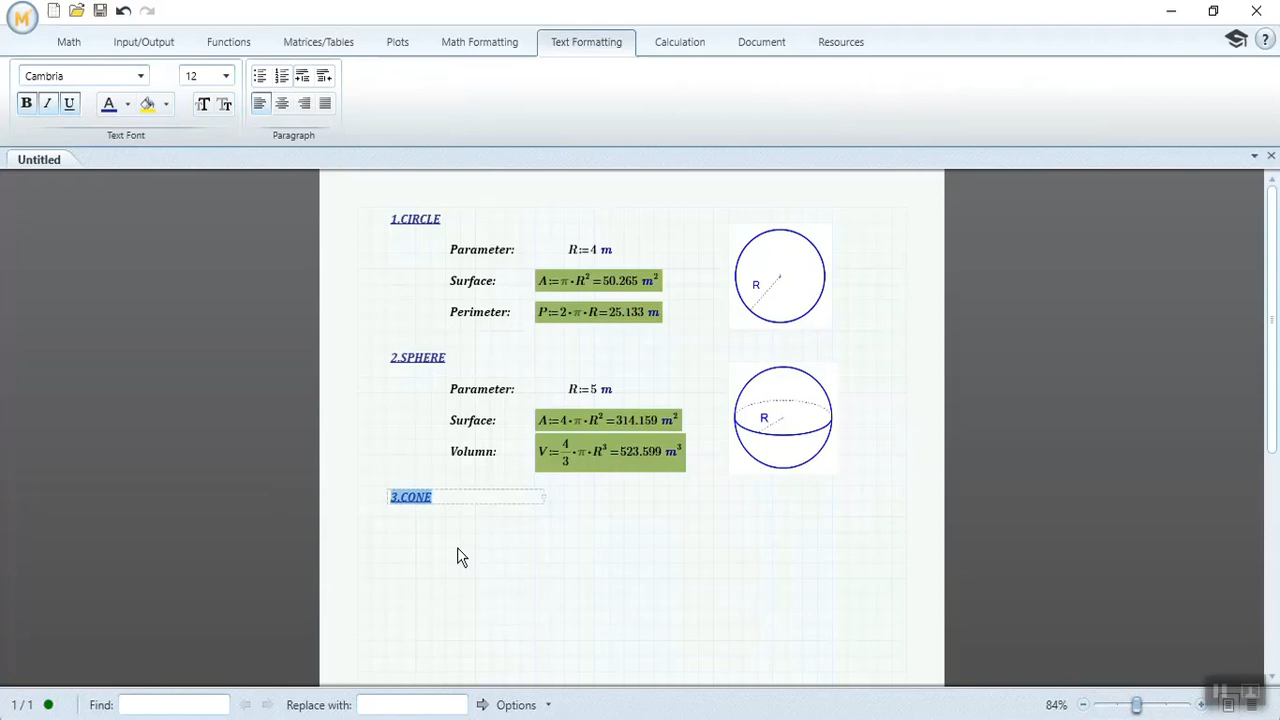 Math Input/Output Functions Matrices/Tables Plots Math Formatting Text Formatting Calculation Document Resources
Cambria 12
B I U A
Text Font Paragraph
Untitled
1.CIRCLE
Parameter: R:=4 m
Surface: A:=π·R²=50.265 m²
Perimeter: P:=2·π·R=25.133 m
R
2.SPHERE
Parameter: R:=5 m
Surface: A:=4·π·R²=314.159 m²
Volumn: V:=4/3·π·R³=523.599 m³
R
3.CONE
1 / 1 Find: Replace with: Options 84%